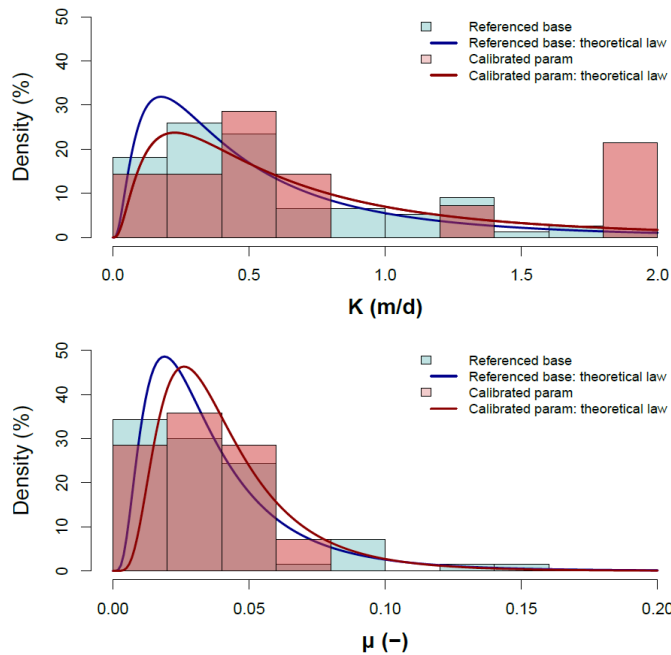 50
40
30
20
10
0
Density (%)
Referenced base
Referenced base: theoretical law
Calibrated param
Calibrated param: theoretical law
0.0 0.5 1.0 1.5 2.0
K (m/d)
50
40
30
20
10
0
Density (%)
Referenced base
Referenced base: theoretical law
Calibrated param
Calibrated param: theoretical law
0.00 0.05 0.10 0.15 0.20
μ (−)